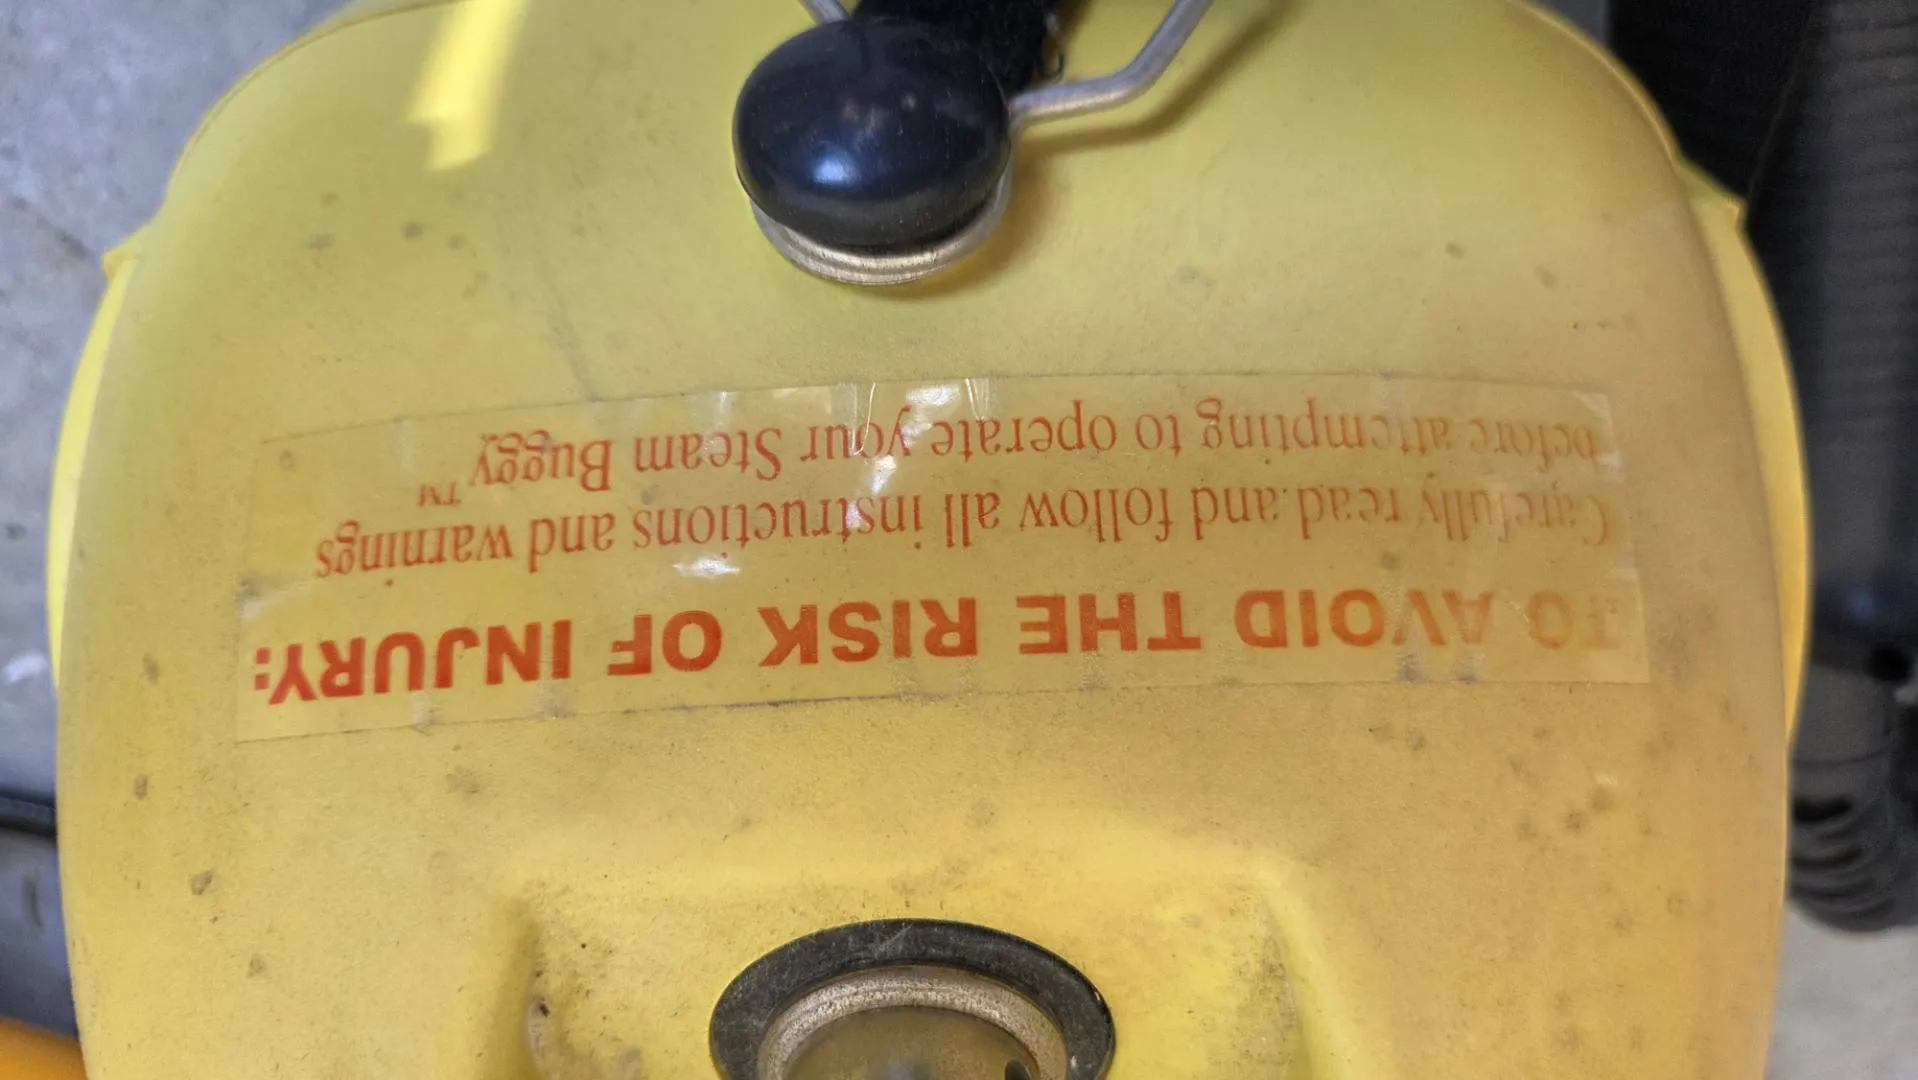 TO AVOID THE RISK OF INJURY:
Carefully read and follow all instructions and warnings
before attempting to operate your Steam Buggy™